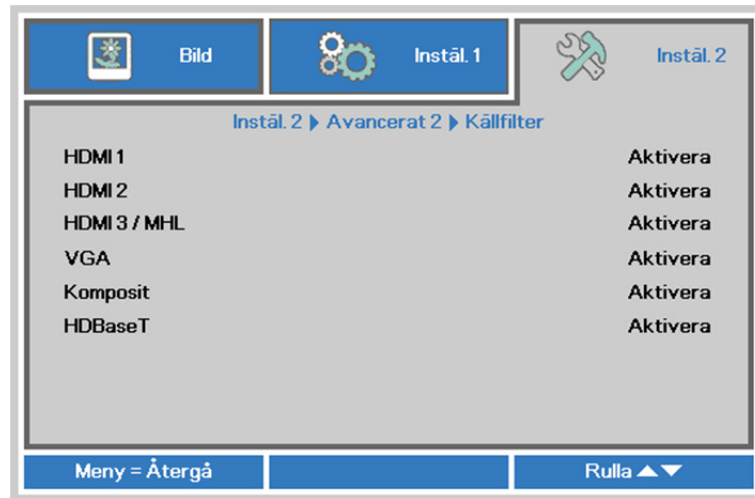 Bild
Instäl. 1
Instäl. 2
Instäl. 2 ▶ Avancerat 2 ▶ Källfilter
HDMI 1 Aktivera
HDMI 2 Aktivera
HDMI 3 / MHL Aktivera
VGA Aktivera
Komposit Aktivera
HDBaseT Aktivera
Meny = Återgå
Rulla ▲▼